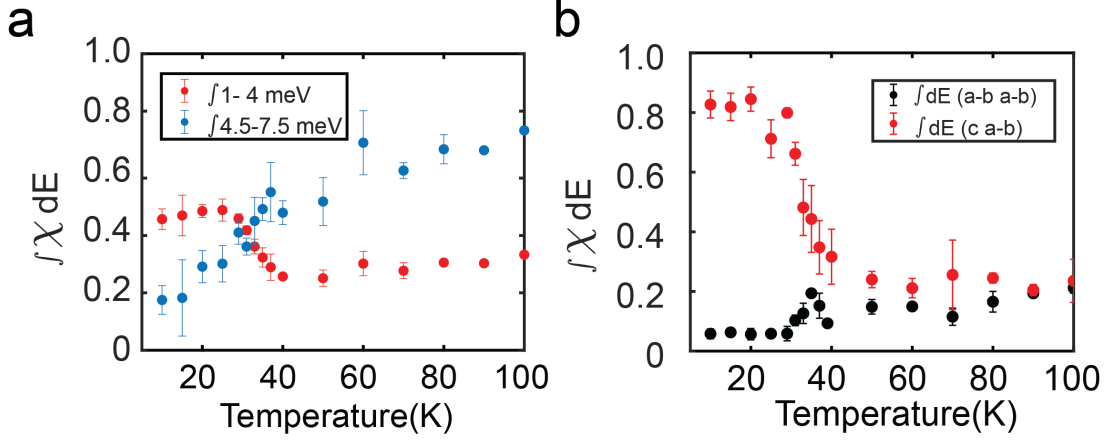 a
1.0
0.8
0.6
0.4
0.2
0
∫χ dE
∫1- 4 meV
∫4.5-7.5 meV
20 40 60 80 100
Temperature(K)
b
1.0
0.8
0.6
0.4
0.2
0
∫χ dE
∫dE (a-b a-b)
∫dE (c a-b)
20 40 60 80 100
Temperature(K)